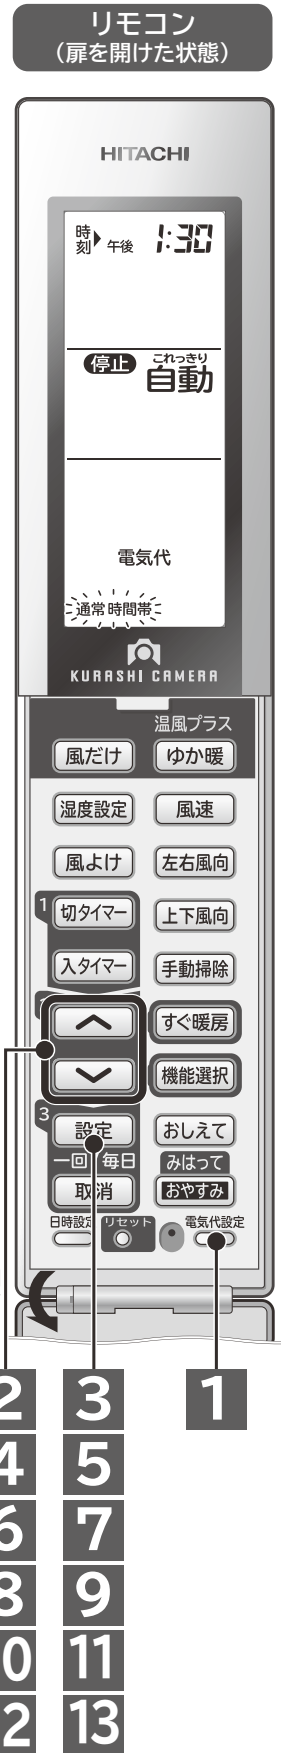 リモコン
（扉を開けた状態）
HITACHI
時刻 午後 1:30
停止 これっきり
自動
電気代
通常時間帯
KURASHI CAMERA
温風プラス
風だけ ゆか暖
湿度設定 風速
風よけ 左右風向
1 切タイマー 上下風向
入タイマー 手動掃除
すぐ暖房
機能選択
3 設定 おしえて
一回 毎日 みはって
取消 おやすみ
日時設定 リセット 電気代設定
2 3 1
4 5
6 7
8 9
0 11
2 13